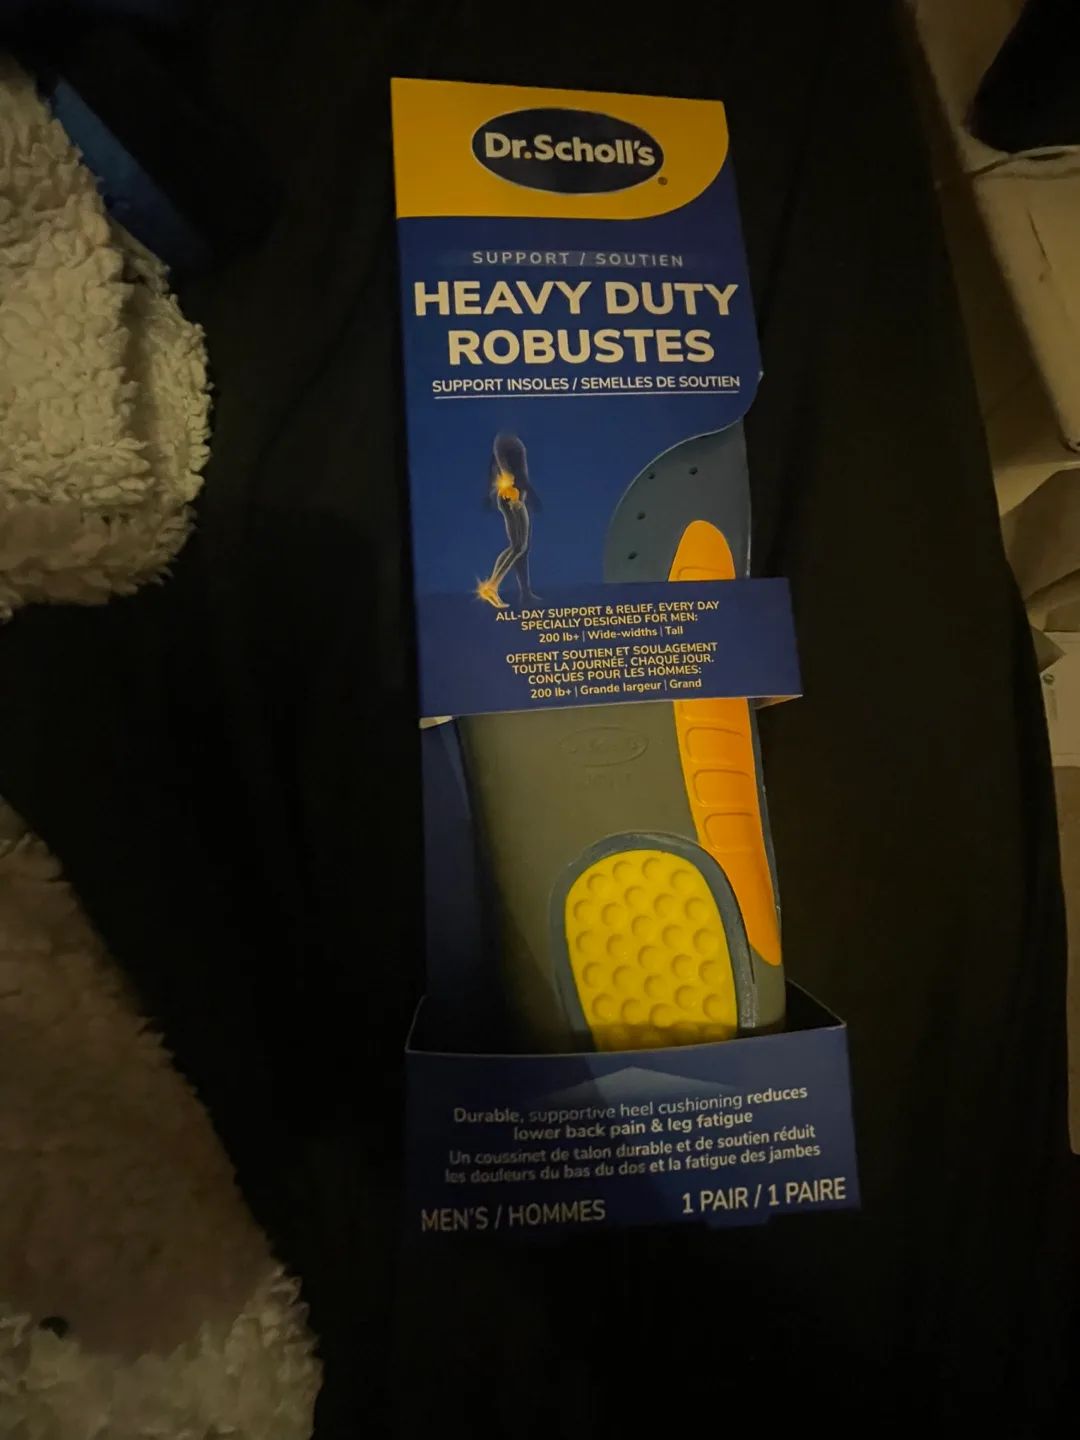 Dr.Scholl's®
SUPPORT / SOUTIEN
HEAVY DUTY
ROBUSTES
SUPPORT INSOLES / SEMELLES DE SOUTIEN
ALL-DAY SUPPORT & RELIEF, EVERY DAY
SPECIALLY DESIGNED FOR MEN:
200 lb+ | Wide-widths | Tall
OFFRENT SOUTIEN ET SOULAGEMENT
TOUTE LA JOURNÉE, CHAQUE JOUR.
CONÇUES POUR LES HOMMES:
200 lb+ | Grande largeur | Grand
Durable, supportive heel cushioning reduces
lower back pain & leg fatigue
Un coussinet de talon durable et de soutien réduit
les douleurs du bas du dos et la fatigue des jambes
MEN'S / HOMMES
1 PAIR / 1 PAIRE